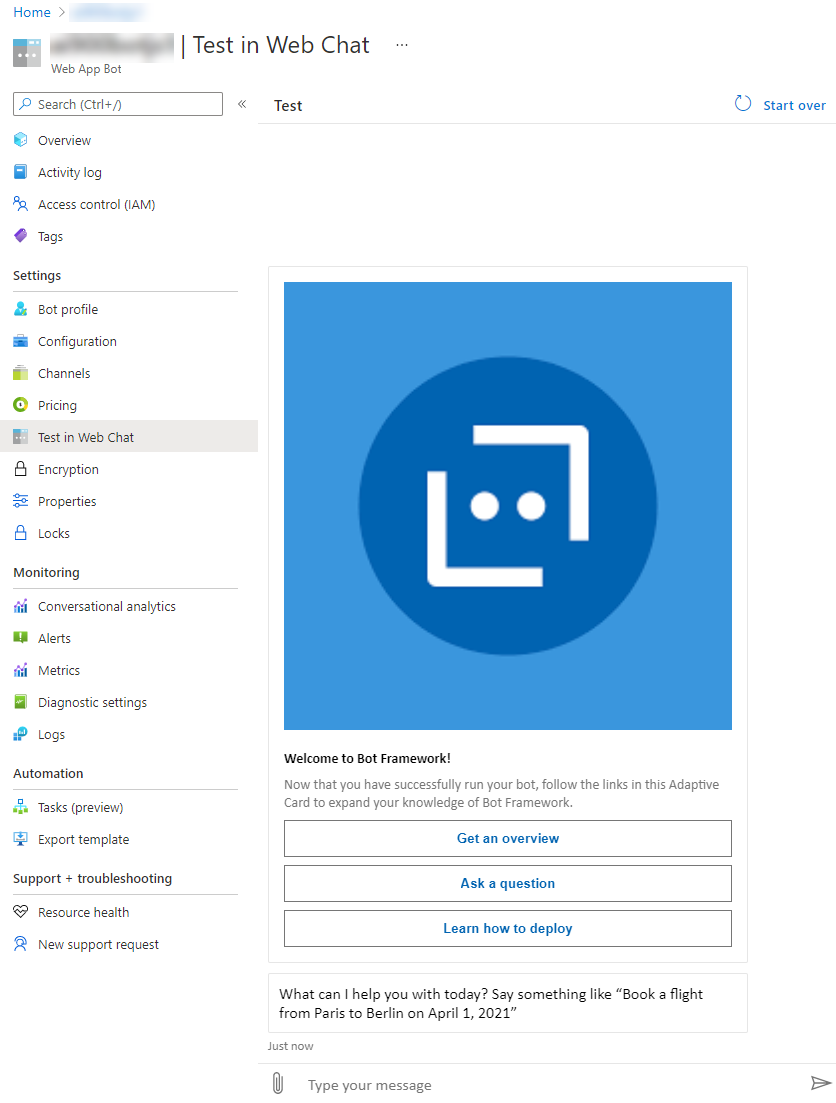 Home
| Test in Web Chat
Web App Bot
Search (Ctrl+/)
Overview
Activity log
Access control (IAM)
Tags
Settings
Bot profile
Configuration
Channels
Pricing
Test in Web Chat
Encryption
Properties
Locks
Monitoring
Conversational analytics
Alerts
Metrics
Diagnostic settings
Logs
Automation
Tasks (preview)
Export template
Support + troubleshooting
Resource health
New support request
Test
Start over
Welcome to Bot Framework!
Now that you have successfully run your bot, follow the links in this Adaptive
Card to expand your knowledge of Bot Framework.
Get an overview
Ask a question
Learn how to deploy
What can I help you with today? Say something like “Book a flight
from Paris to Berlin on April 1, 2021”
Just now
Type your message